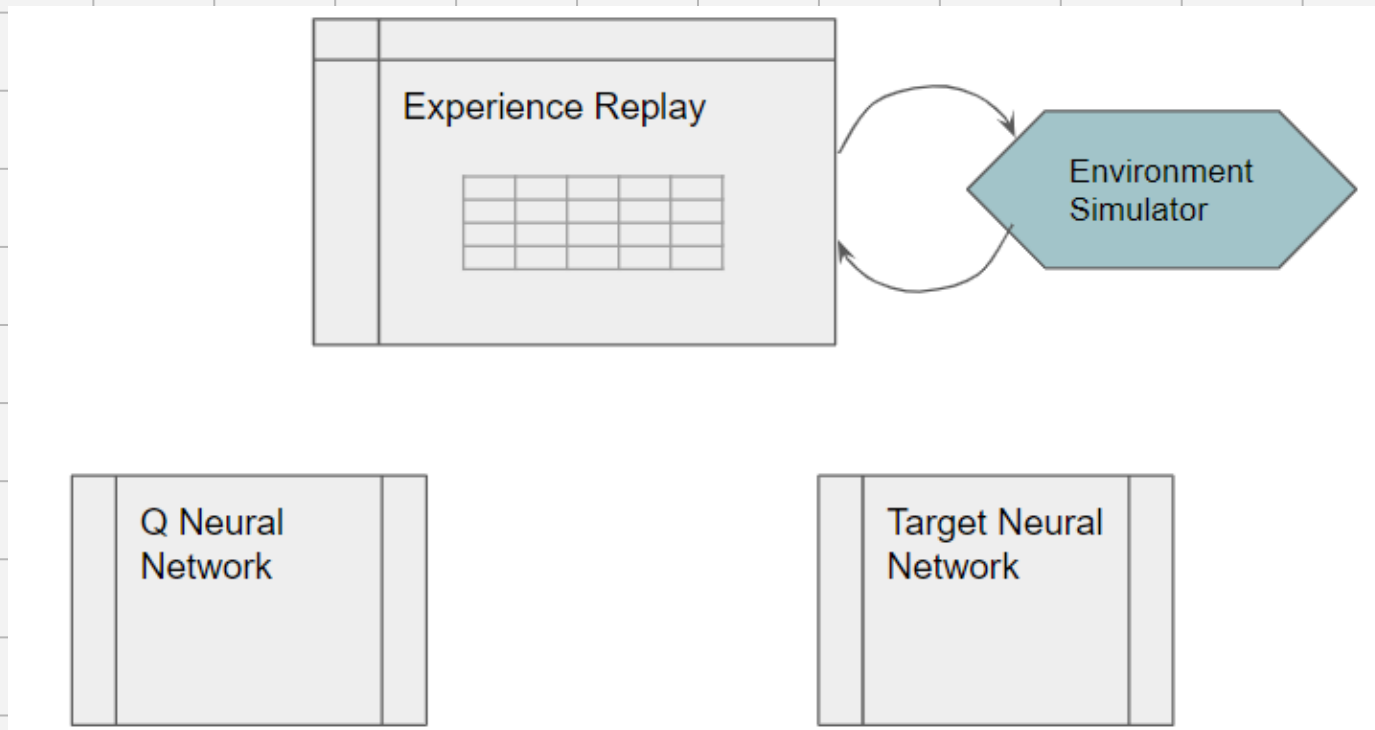 Experience Replay
Environment
Simulator
Q Neural
Network
Target Neural
Network